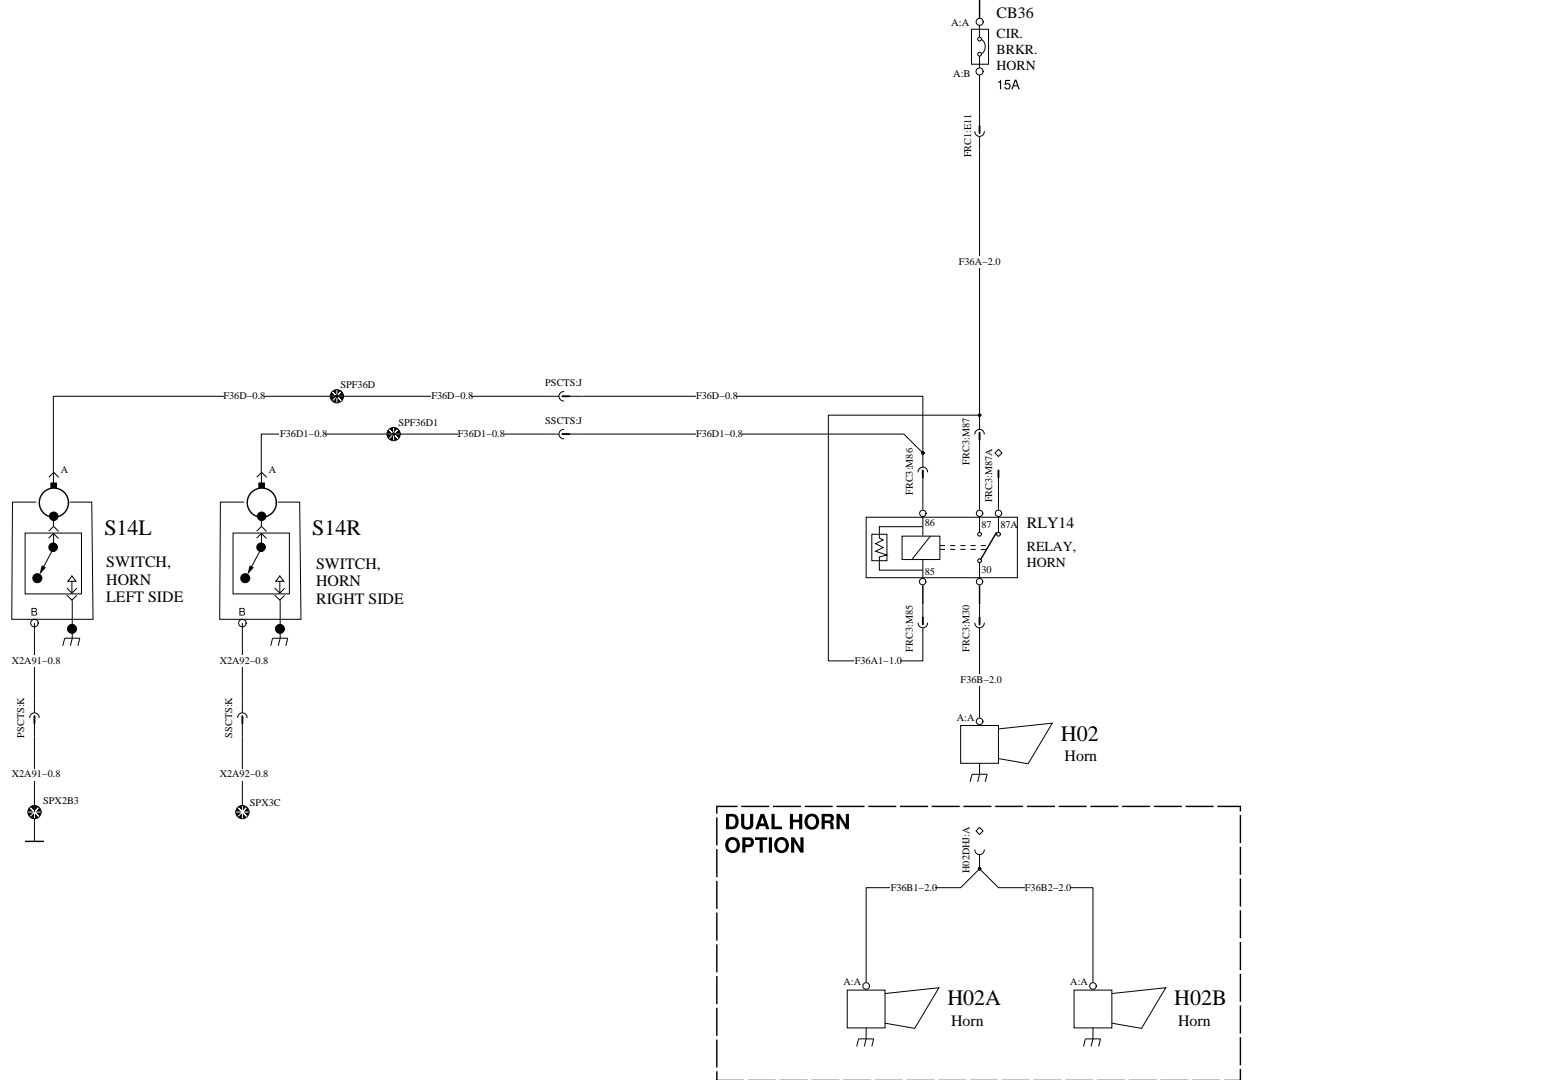 A:A
CB36
CIR.
BRKR.
HORN
A:B
15A
FRC1:E11
F36A–2.0
SPF36D
PSCTS:J
F36D–0.8
F36D–0.8
F36D–0.8
SPF36D1
SSCTS:J
F36D1–0.8
F36D1–0.8
F36D1–0.8
FRC3:M86
FRC3:M87
FRC3:M87A
A
A
S14L
SWITCH,
HORN
LEFT SIDE
S14R
SWITCH,
HORN
RIGHT SIDE
86
87
87A
RLY14
RELAY,
HORN
85
30
B
B
FRC3:M85
FRC3:M30
X2A91–0.8
X2A92–0.8
F36A1–1.0
F36B–2.0
PSCTS:K
SSCTS:K
A:A
H02
Horn
X2A91–0.8
X2A92–0.8
SPX2B3
SPX3C
DUAL HORN
OPTION
H02DHJ:A
F36B1–2.0
F36B2–2.0
A:A
H02A
Horn
A:A
H02B
Horn